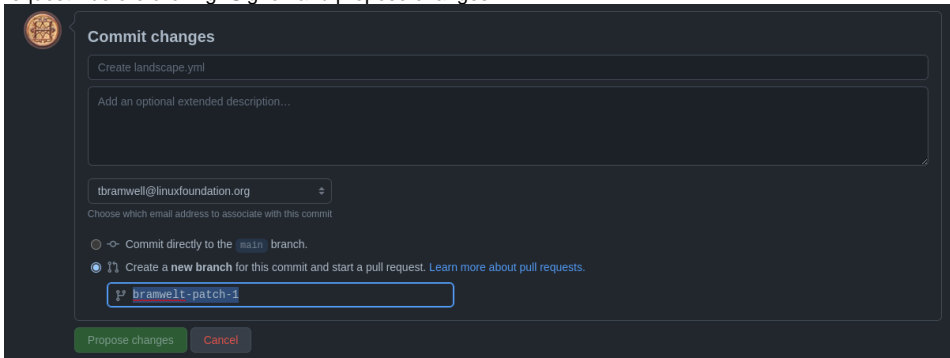 Commit changes
Create landscape.yml
Add an optional extended description…
tbramwell@linuxfoundation.org
Choose which email address to associate with this commit
Commit directly to the main branch.
Create a new branch for this commit and start a pull request. Learn more about pull requests.
bramwelt-patch-1
Propose changes Cancel